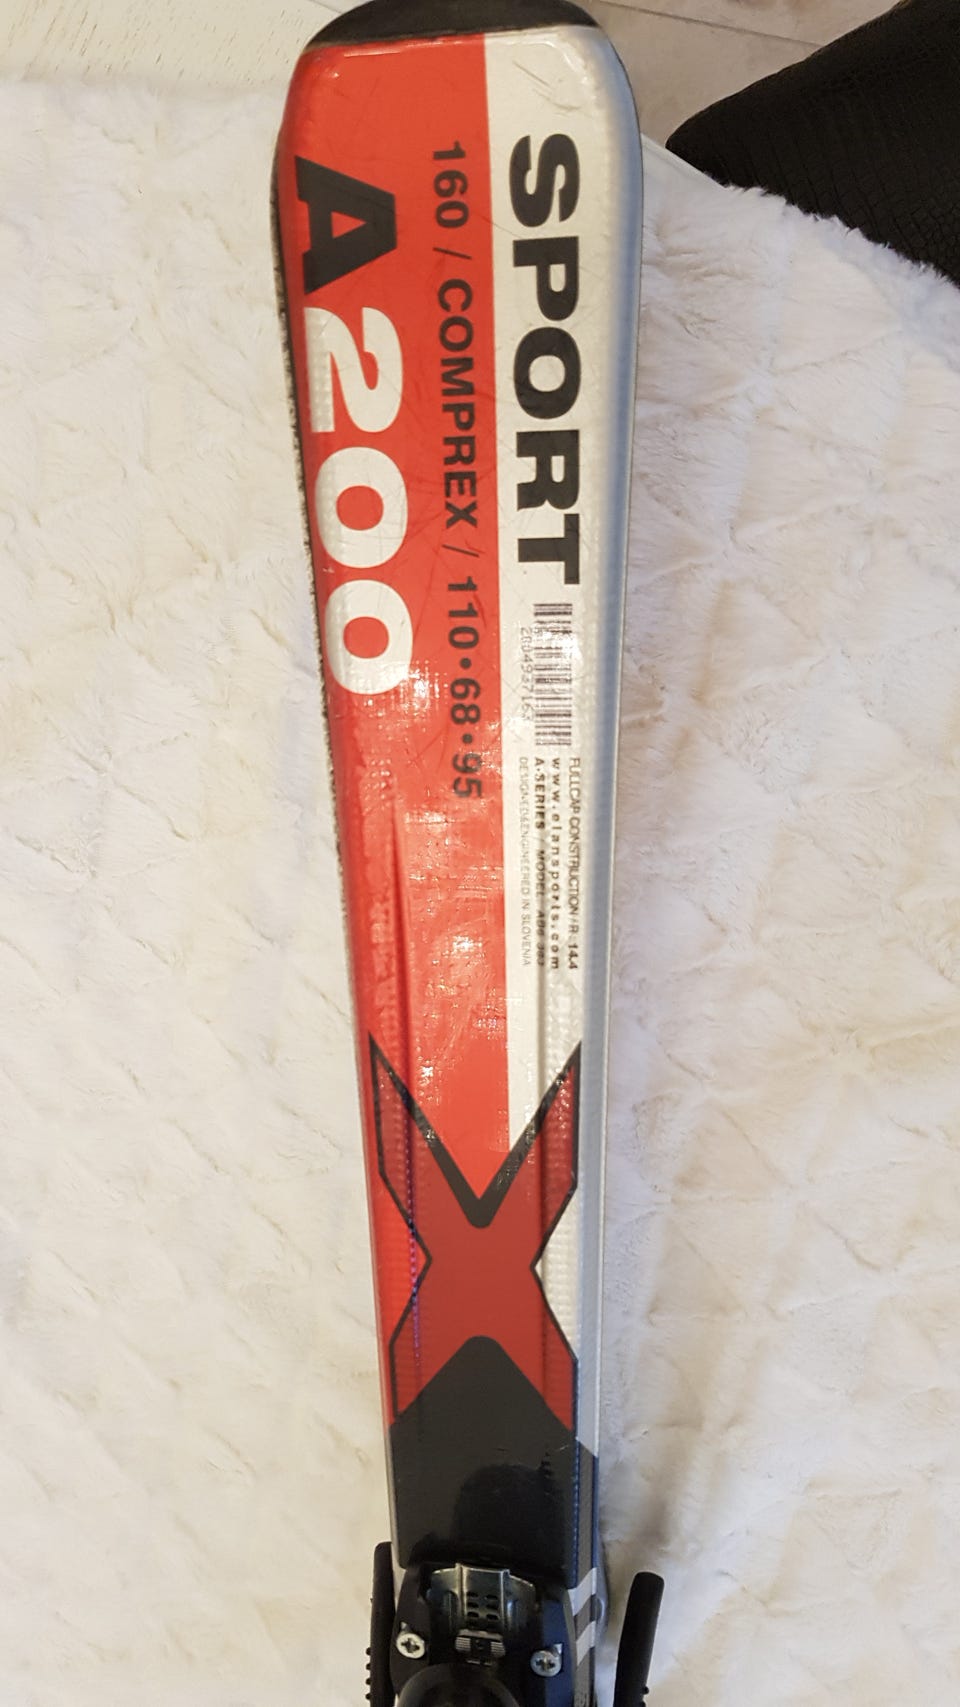 SPORT
160 / COMPREX / 110•68•95
A200
FULLCAP CONSTRUCTION / R 14.4
www.elansports.com
A-SERIES / MODEL
DESIGNED&ENGINEERED IN SLOVENIA